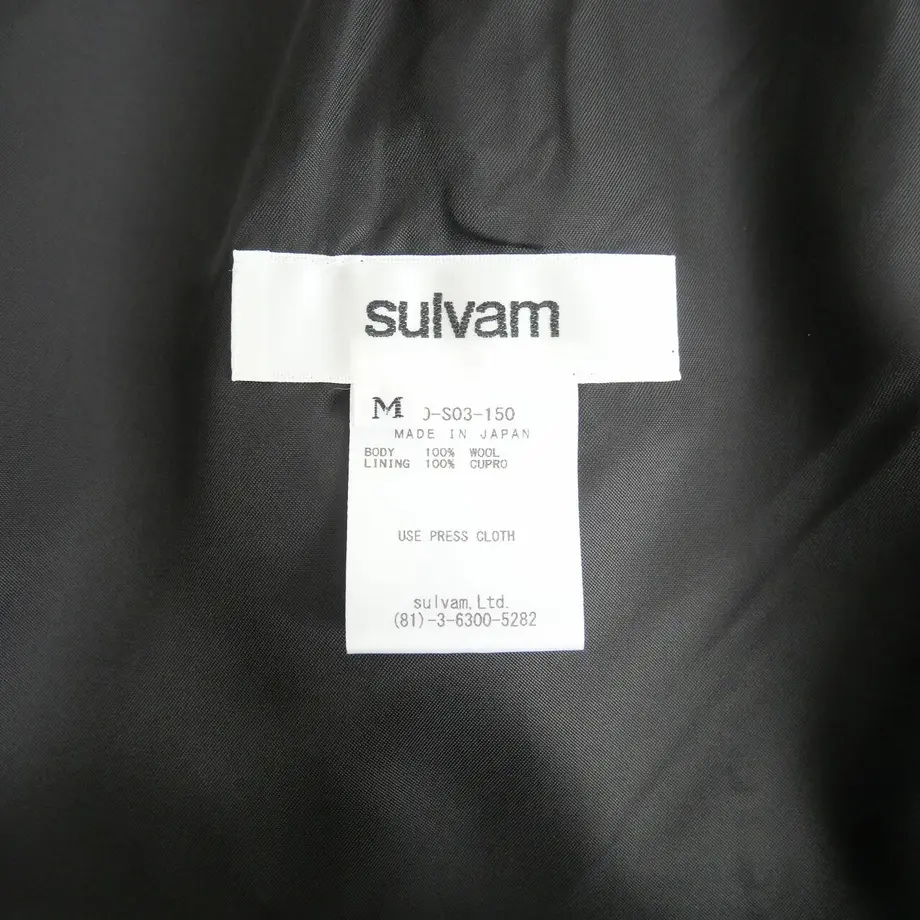 sulvam
M
-S03-150
MADE IN JAPAN
BODY 100% WOOL
LINING 100% CUPRO
USE PRESS CLOTH
sulvam.Ltd.
(81)-3-6300-5282